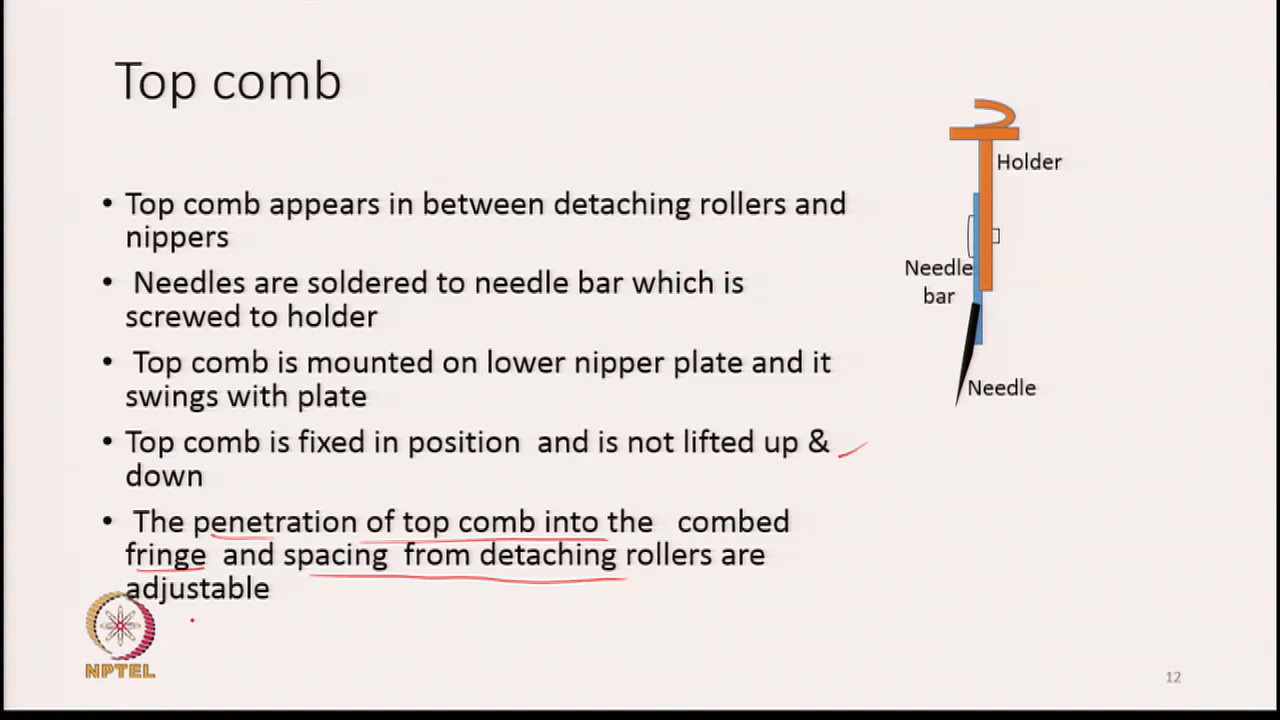 Top comb
• Top comb appears in between detaching rollers and
nippers
• Needles are soldered to needle bar which is
screwed to holder
• Top comb is mounted on lower nipper plate and it
swings with plate
• Top comb is fixed in position and is not lifted up &
down
• The penetration of top comb into the combed
fringe and spacing from detaching rollers are
adjustable
Holder
Needle
bar
Needle
NPTEL
12